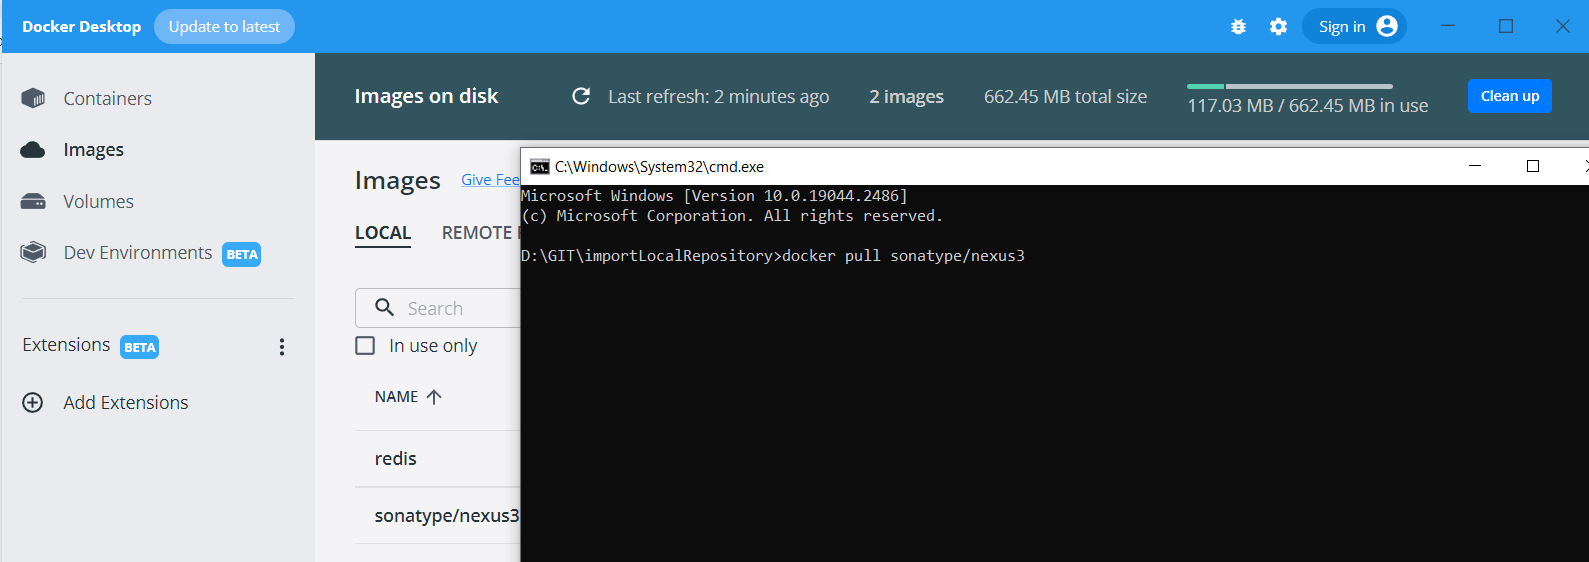 Docker Desktop Update to latest Sign in
Images on disk Last refresh: 2 minutes ago 2 images 662.45 MB total size 117.03 MB / 662.45 MB in use Clean up
Containers
Images
Volumes
Dev Environments BETA
Extensions BETA
Add Extensions
Images Give Fee
LOCAL REMOTE
Search
In use only
NAME
redis
sonatype/nexus3
C:\Windows\System32\cmd.exe
Microsoft Windows [Version 10.0.19044.2486]
(c) Microsoft Corporation. All rights reserved.
D:\GIT\importLocalRepository>docker pull sonatype/nexus3